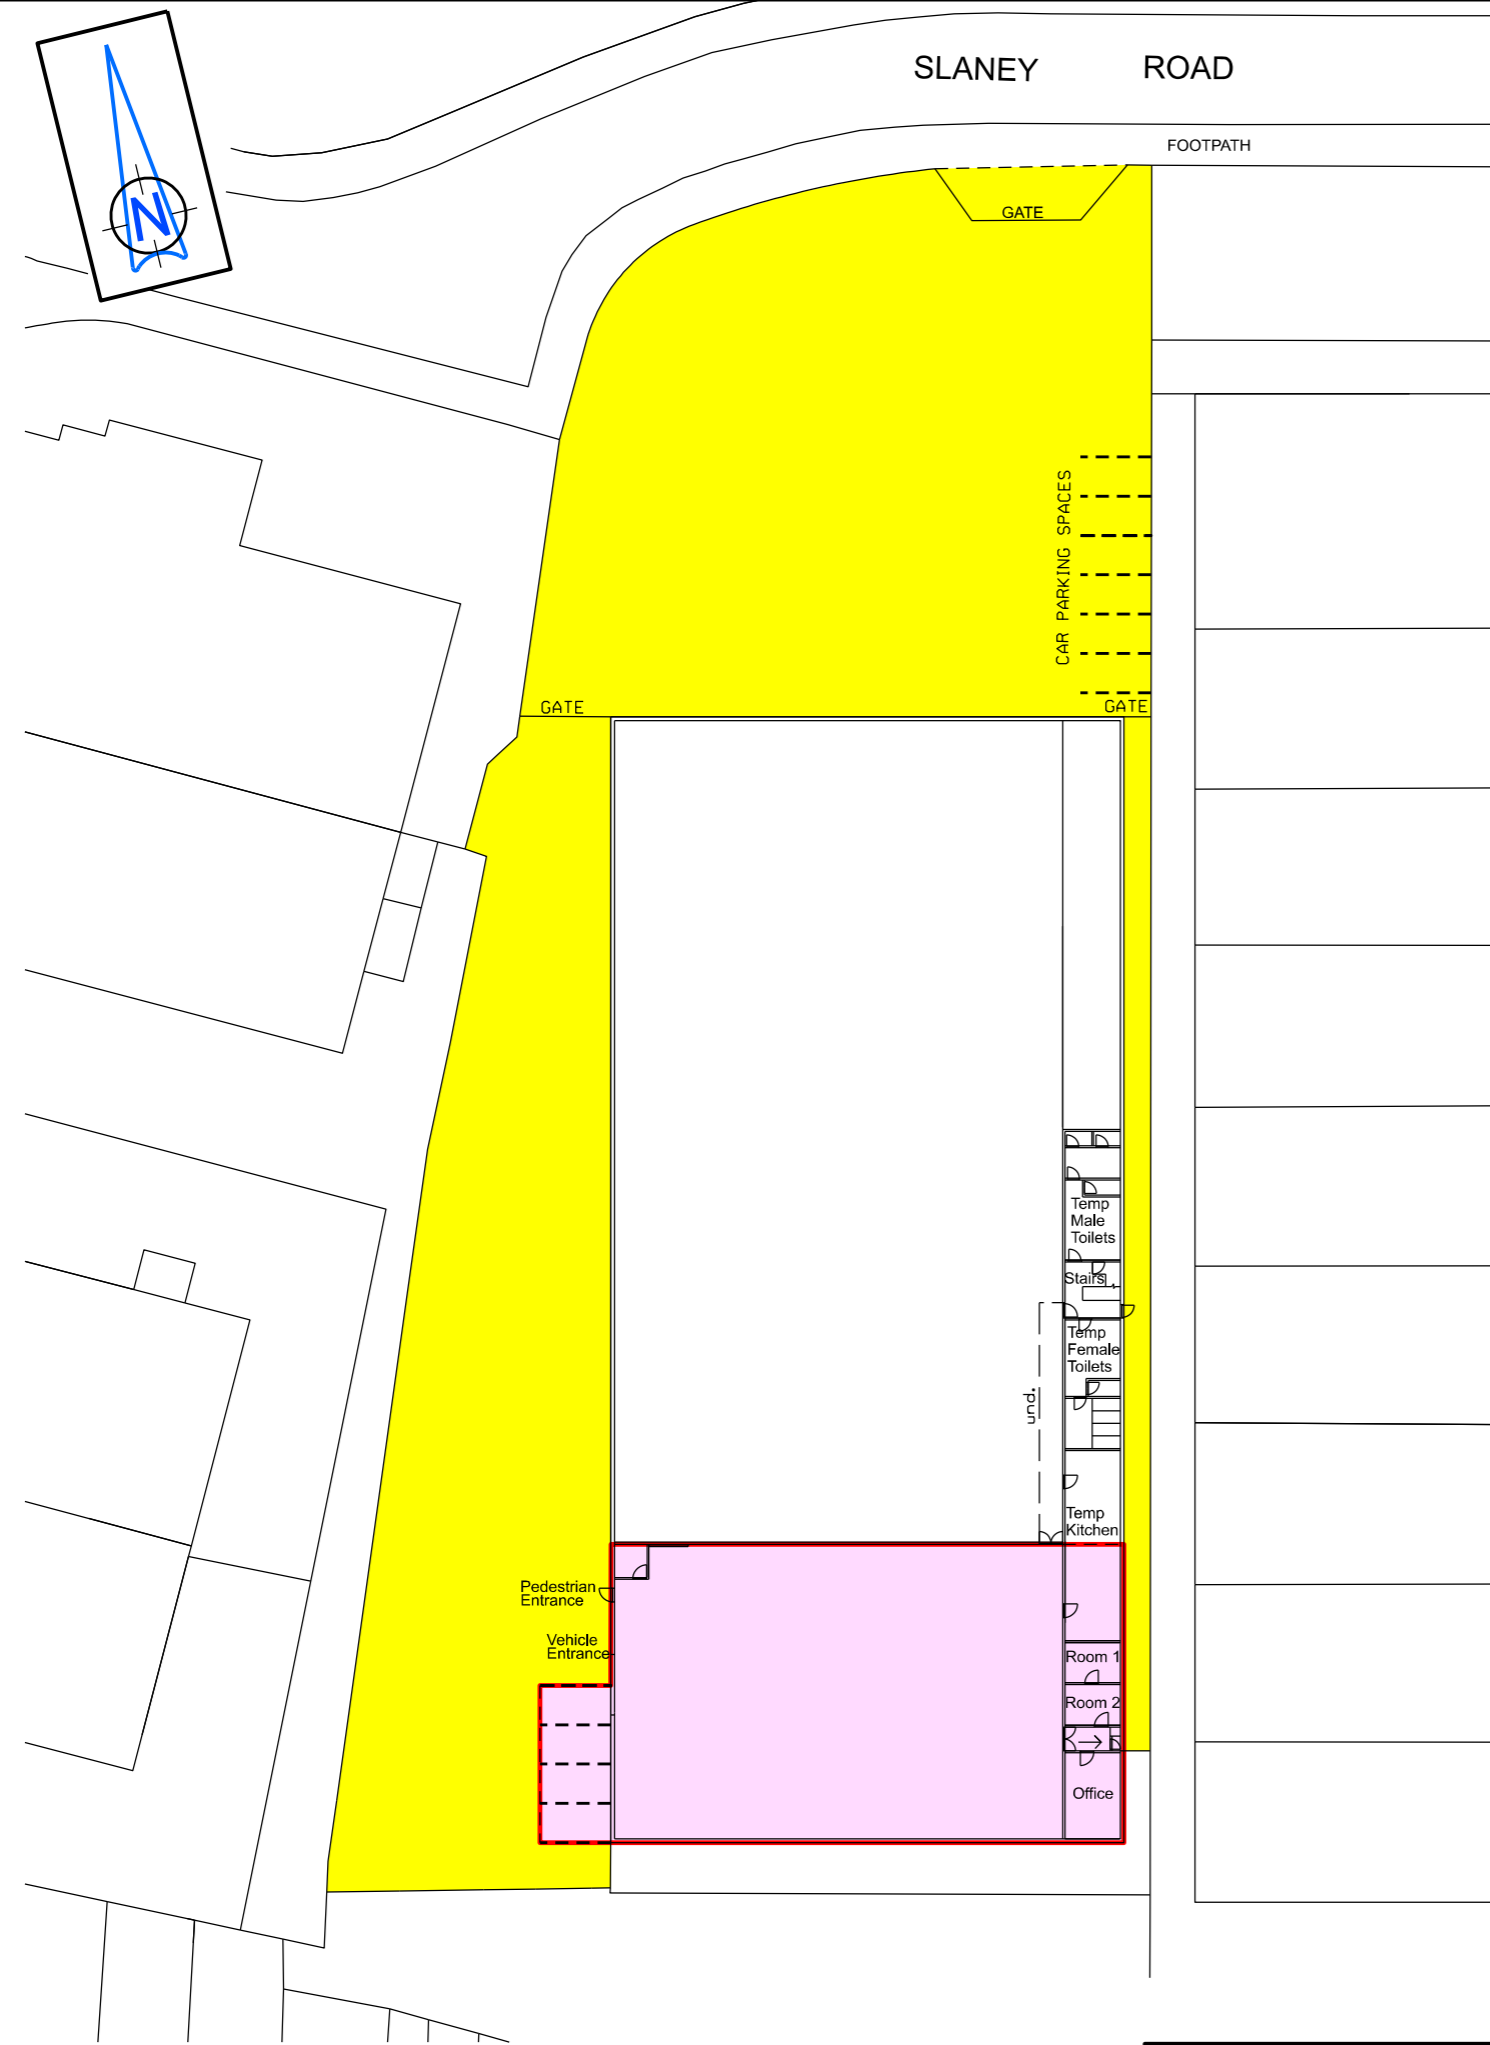 SLANEY ROAD
FOOTPATH
N
GATE
CAR PARKING SPACES
GATE
GATE
Temp
Male
Toilets
Stairs
Temp
Female
Toilets
und.
Temp
Kitchen
Pedestrian
Entrance
Vehicle
Entrance
Room 1
Room 2
Office